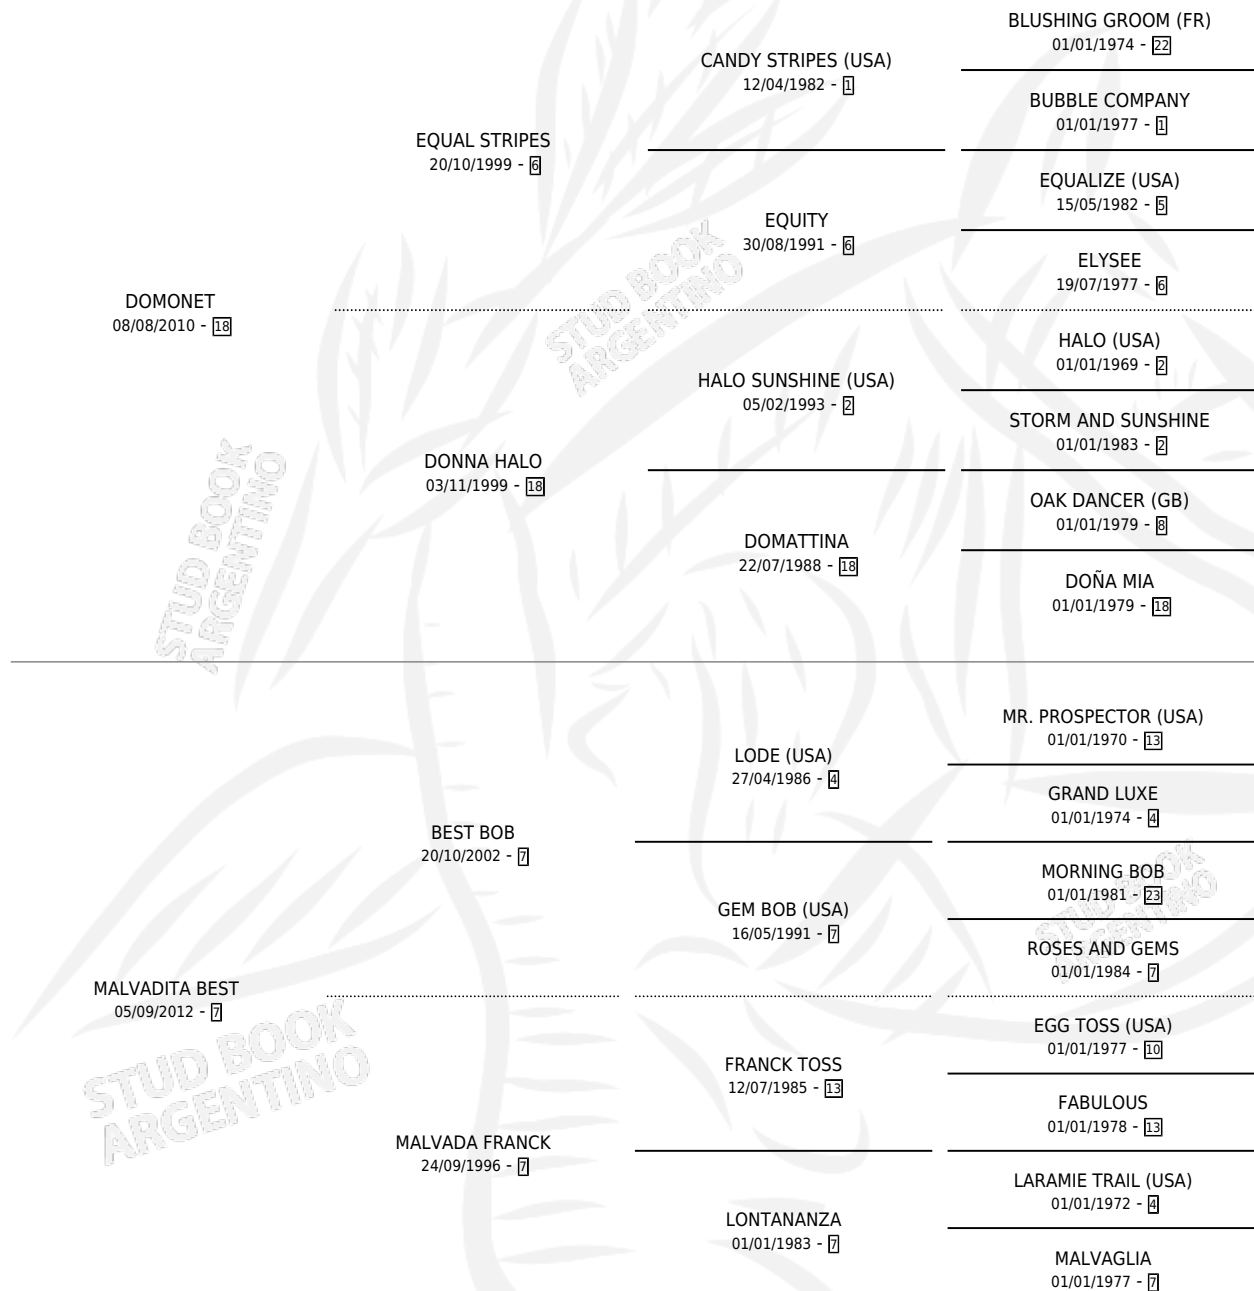 BLUSHING GROOM (FR)
01/01/1974 - 22
CANDY STRIPES (USA)
12/04/1982 - 1
BUBBLE COMPANY
01/01/1977 - 1
EQUAL STRIPES
20/10/1999 - 6
EQUALIZE (USA)
15/05/1982 - 5
EQUITY
30/08/1991 - 6
ELYSEE
19/07/1977 - 6
DOMONET
08/08/2010 - 18
HALO (USA)
01/01/1969 - 2
HALO SUNSHINE (USA)
05/02/1993 - 2
STORM AND SUNSHINE
01/01/1983 - 2
DONNA HALO
03/11/1999 - 18
OAK DANCER (GB)
01/01/1979 - 8
DOMATTINA
22/07/1988 - 18
DOÑA MIA
01/01/1979 - 18
MR. PROSPECTOR (USA)
01/01/1970 - 13
LODE (USA)
27/04/1986 - 4
GRAND LUXE
01/01/1974 - 4
BEST BOB
20/10/2002 - 7
MORNING BOB
01/01/1981 - 23
GEM BOB (USA)
16/05/1991 - 7
ROSES AND GEMS
01/01/1984 - 7
MALVADITA BEST
05/09/2012 - 7
EGG TOSS (USA)
01/01/1977 - 10
FRANCK TOSS
12/07/1985 - 13
FABULOUS
01/01/1978 - 13
MALVADA FRANCK
24/09/1996 - 7
LARAMIE TRAIL (USA)
01/01/1972 - 4
LONTANANZA
01/01/1983 - 7
MALVAGLIA
01/01/1977 - 7
STUD BOOK
ARGENTINO
STUD BOOK
ARGENTINO
STUD BOOK
ARGENTINO
STUD BOOK
ARGENTINO